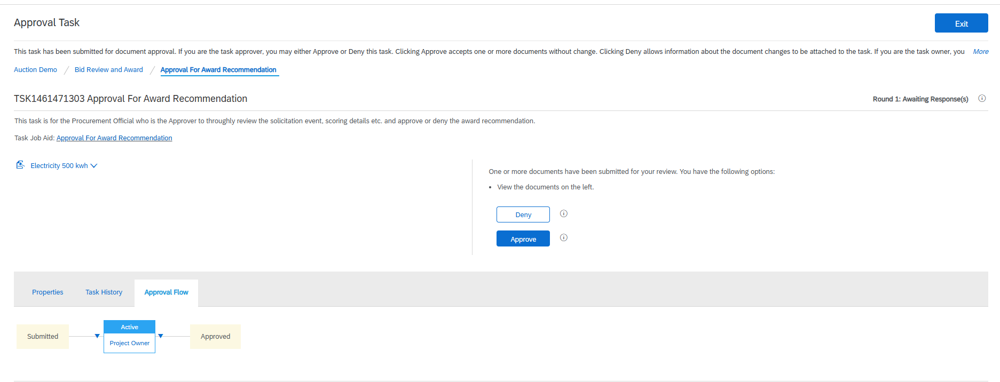 Approval Task
Exit
This task has been submitted for document approval. If you are the task approver, you may either Approve or Deny this task. Clicking Approve accepts one or more documents without change. Clicking Deny allows information about the document changes to be attached to the task. If you are the task owner, you More
Auction Demo / Bid Review and Award / Approval For Award Recommendation
TSK1461471303 Approval For Award Recommendation
Round 1: Awaiting Response(s)
This task is for the Procurement Official who is the Approver to throughly review the solicitation event, scoring details etc. and approve or deny the award recommendation.
Task Job Aid: Approval For Award Recommendation
Electricity 500 kwh
One or more documents have been submitted for your review. You have the following options:
• View the documents on the left.
Deny
Approve
Properties Task History Approval Flow
Active
Submitted
Project Owner
Approved